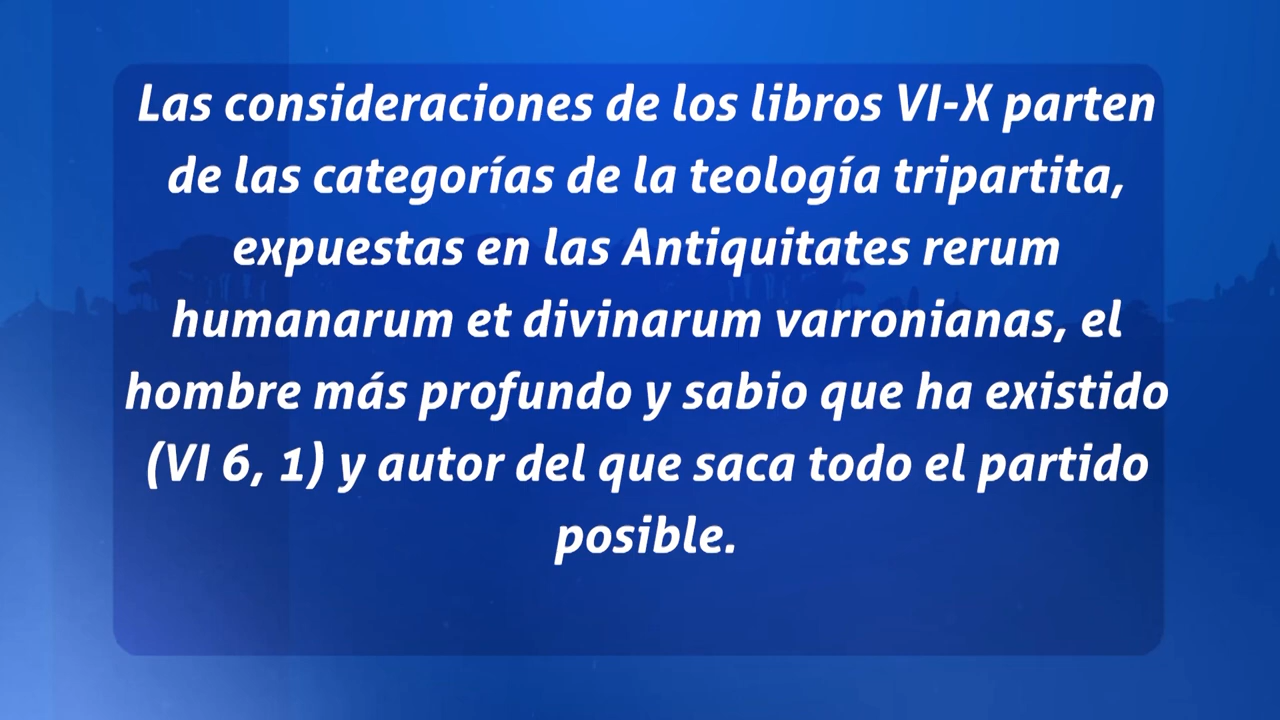 Las consideraciones de los libros VI-X parten
de las categorías de la teología tripartita,
expuestas en las Antiquitates rerum
humanarum et divinarum varronianas, el
hombre más profundo y sabio que ha existido
(VI 6, 1) y autor del que saca todo el partido
posible.